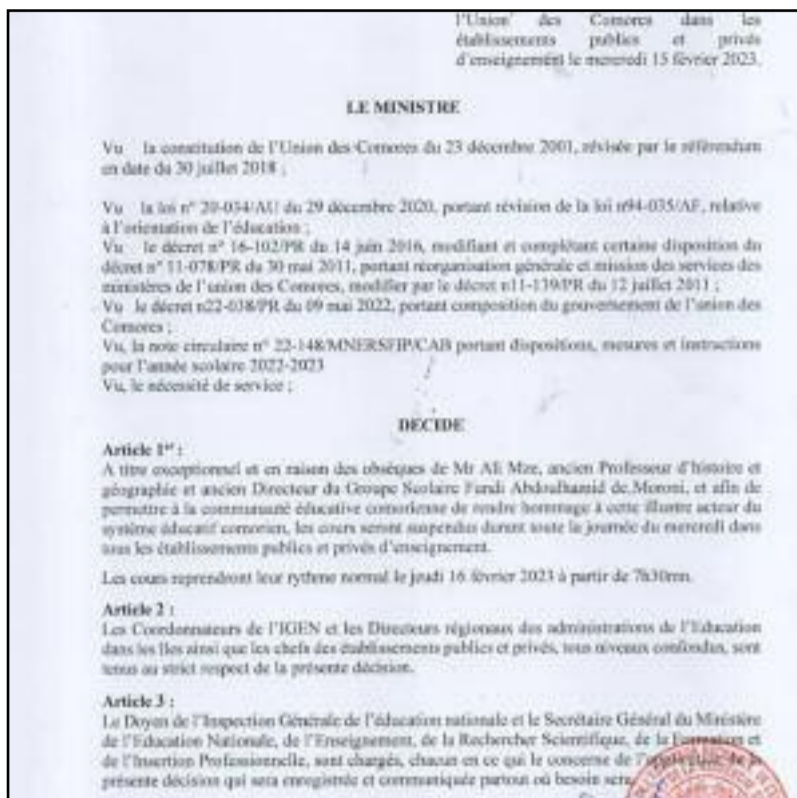 l'Union' des Comores dans les
établissements publics et privés
d'enseignement le mercredi 15 février 2023.
LE MINISTRE
Vu la constitution de l'Union des Comores du 23 décembre 2001, révisée par le référendum
en date du 30 juillet 2018 ;
Vu la loi n° 20-034/AU du 29 décembre 2020, portant révision de la loi n94-035/AF, relative
à l'orientation de l'éducation ;
Vu le décret n° 16-102/PR du 14 juin 2016, modifiant et complétant certaine disposition du
décret n° 11-078/PR du 30 mai 2011, portant réorganisation générale et mission des services des
ministères de l'union des Comores, modifier par le décret n11-139/PR du 12 juillet 2011 ;
Vu le décret n22-038/PR du 09 mai 2022, portant composition du gouvernement de l'union des
Comores ;
Vu, la note circulaire n° 22-148/MNERSFIP/CAB portant dispositions, mesures et instructions
pour l'année scolaire 2022-2023
Vu, le nécessité de service ;
DECIDE
Article 1er :
A titre exceptionnel et en raison des obsèques de Mr Ali Mze, ancien Professeur d'histoire et
géographie et ancien Directeur du Groupe Scolaire Fundi Abdoulhamid de Moroni, et afin de
permettre à la communauté éducative comorienne de rendre hommage à cette illustre acteur du
système éducatif comorien, les cours seront suspendus durant toute la journée du mercredi dans
tous les établissements publics et privés d'enseignement.
Les cours reprendront leur rythme normal le jeudi 16 février 2023 à partir de 7h30mn.
Article 2 :
Les Coordonnateurs de l'IGEN et les Directeurs régionaux des administrations de l'Education
dans les îles ainsi que les chefs des établissements publics et privés, tous niveaux confondus, sont
tenus au strict respect de la présente décision.
Article 3 :
Le Doyen de l'Inspection Générale de l'éducation nationale et le Secrétaire Général du Ministère
de l'Education Nationale, de l'Enseignement, de la Rechercher Scientifique, de la Formation et
de l'Insertion Professionnelle, sont chargés, chacun en ce qui le concerne de l'application de la
présente décision qui sera enregistrée et communiquée partout où besoin sera.